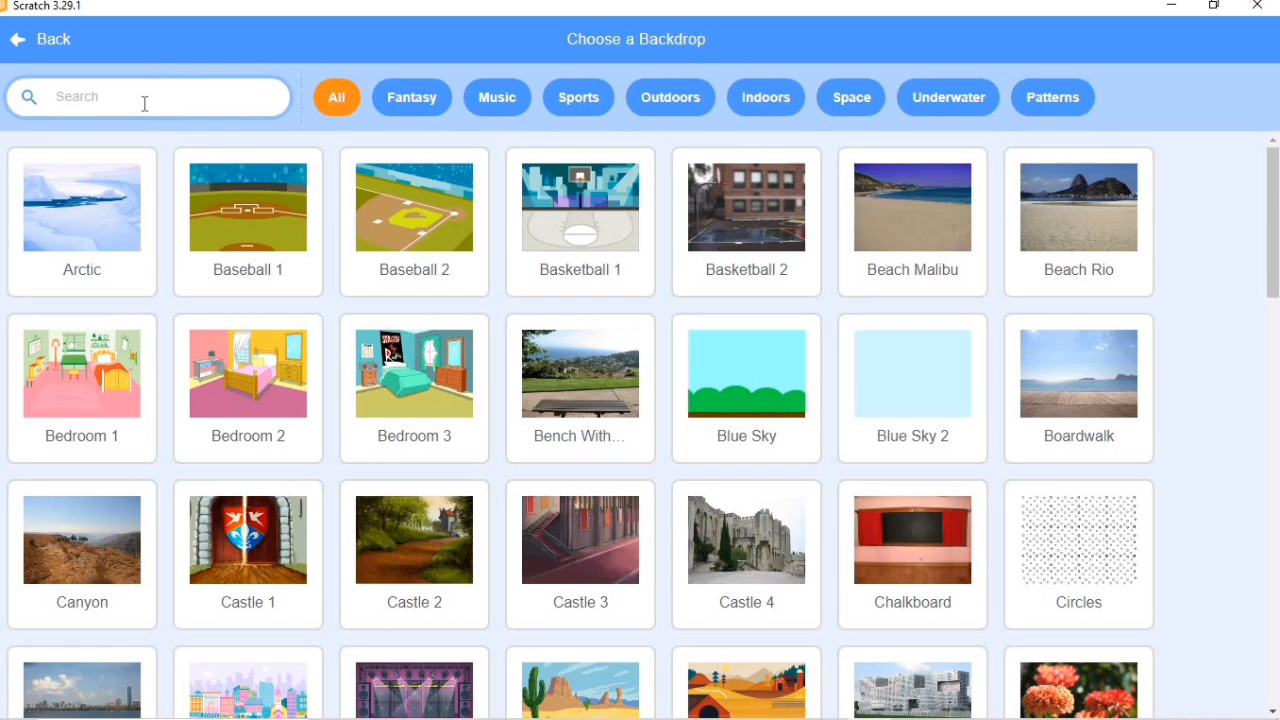 Scratch 3.29.1
Back
Choose a Backdrop
Search
All
Fantasy
Music
Sports
Outdoors
Indoors
Space
Underwater
Patterns
Arctic
Baseball 1
Baseball 2
Basketball 1
Basketball 2
Beach Malibu
Beach Rio
Bedroom 1
Bedroom 2
Bedroom 3
Bench With...
Blue Sky
Blue Sky 2
Boardwalk
Canyon
Castle 1
Castle 2
Castle 3
Castle 4
Chalkboard
Circles